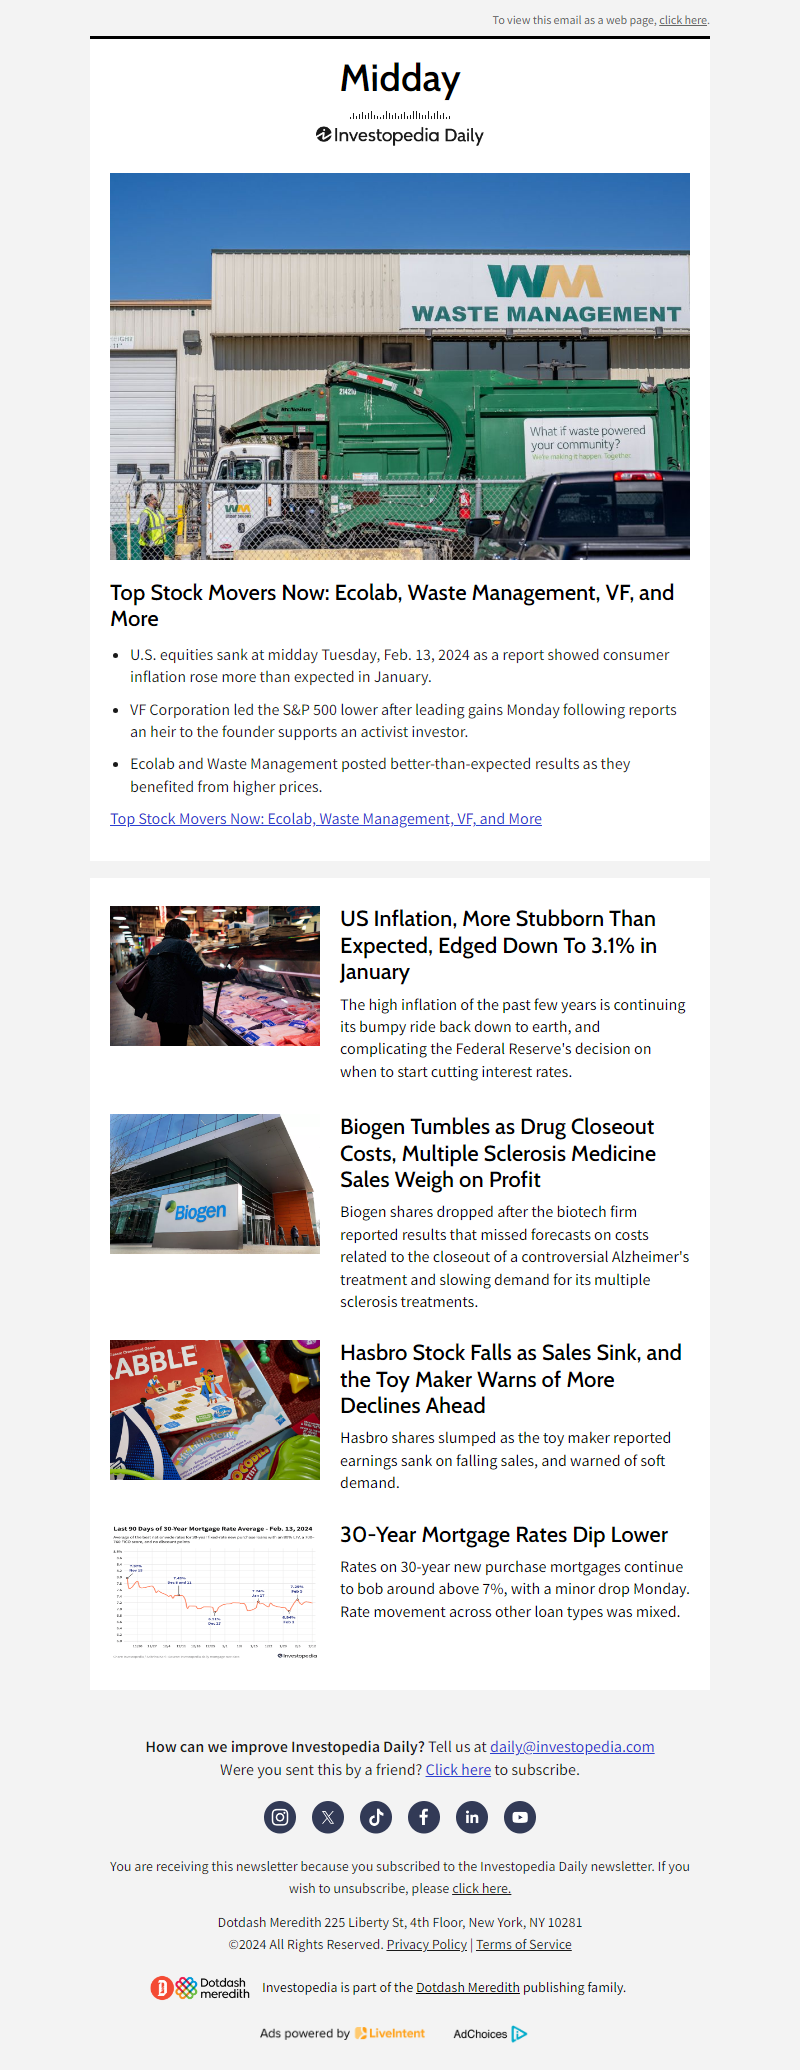 To view this email as a web page, click here.
Midday
Investopedia Daily
WM
WASTE MANAGEMENT
214210
McNeilus
What if waste powered
your community?
We're making it happen. Together.
WM
Top Stock Movers Now: Ecolab, Waste Management, VF, and
More
• U.S. equities sank at midday Tuesday, Feb. 13, 2024 as a report showed consumer
inflation rose more than expected in January.
• VF Corporation led the S&P 500 lower after leading gains Monday following reports
an heir to the founder supports an activist investor.
• Ecolab and Waste Management posted better-than-expected results as they
benefited from higher prices.
Top Stock Movers Now: Ecolab, Waste Management, VF, and More
US Inflation, More Stubborn Than
Expected, Edged Down To 3.1% in
January
The high inflation of the past few years is continuing
its bumpy ride back down to earth, and
complicating the Federal Reserve's decision on
when to start cutting interest rates.
Biogen
Biogen Tumbles as Drug Closeout
Costs, Multiple Sclerosis Medicine
Sales Weigh on Profit
Biogen shares dropped after the biotech firm
reported results that missed forecasts on costs
related to the closeout of a controversial Alzheimer's
treatment and slowing demand for its multiple
sclerosis treatments.
RABBLE
Hasbro Stock Falls as Sales Sink, and
the Toy Maker Warns of More
Declines Ahead
Hasbro shares slumped as the toy maker reported
earnings sank on falling sales, and warned of soft
demand.
Last 90 Days of 30-Year Mortgage Rate Average - Feb. 13, 2024
Investopedia
30-Year Mortgage Rates Dip Lower
Rates on 30-year new purchase mortgages continue
to bob around above 7%, with a minor drop Monday.
Rate movement across other loan types was mixed.
How can we improve Investopedia Daily? Tell us at daily@investopedia.com
Were you sent this by a friend? Click here to subscribe.
You are receiving this newsletter because you subscribed to the Investopedia Daily newsletter. If you
wish to unsubscribe, please click here.
Dotdash Meredith 225 Liberty St, 4th Floor, New York, NY 10281
©2024 All Rights Reserved. Privacy Policy | Terms of Service
Dotdash
meredith
Investopedia is part of the Dotdash Meredith publishing family.
Ads powered by LiveIntent
AdChoices